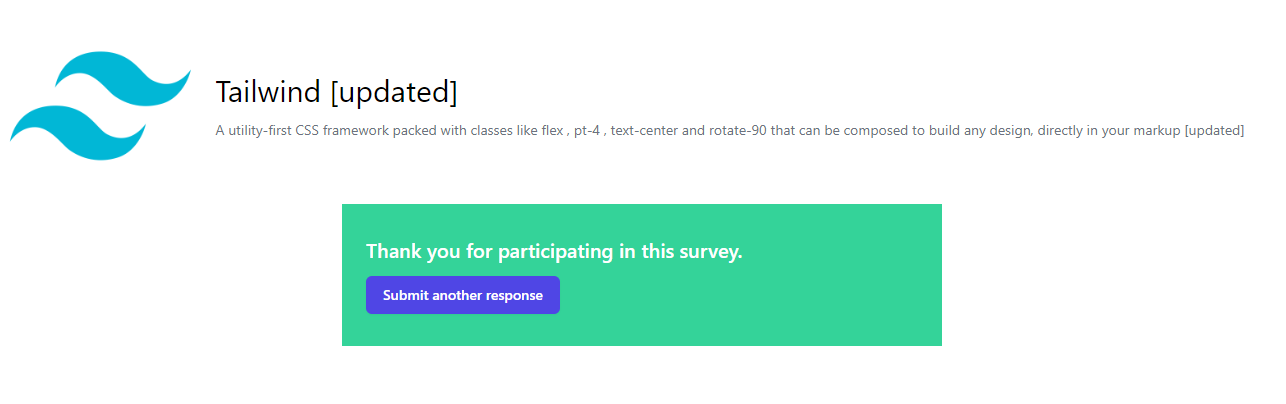 Tailwind [updated]
A utility-first CSS framework packed with classes like flex , pt-4 , text-center and rotate-90 that can be composed to build any design, directly in your markup [updated]
Thank you for participating in this survey.
Submit another response